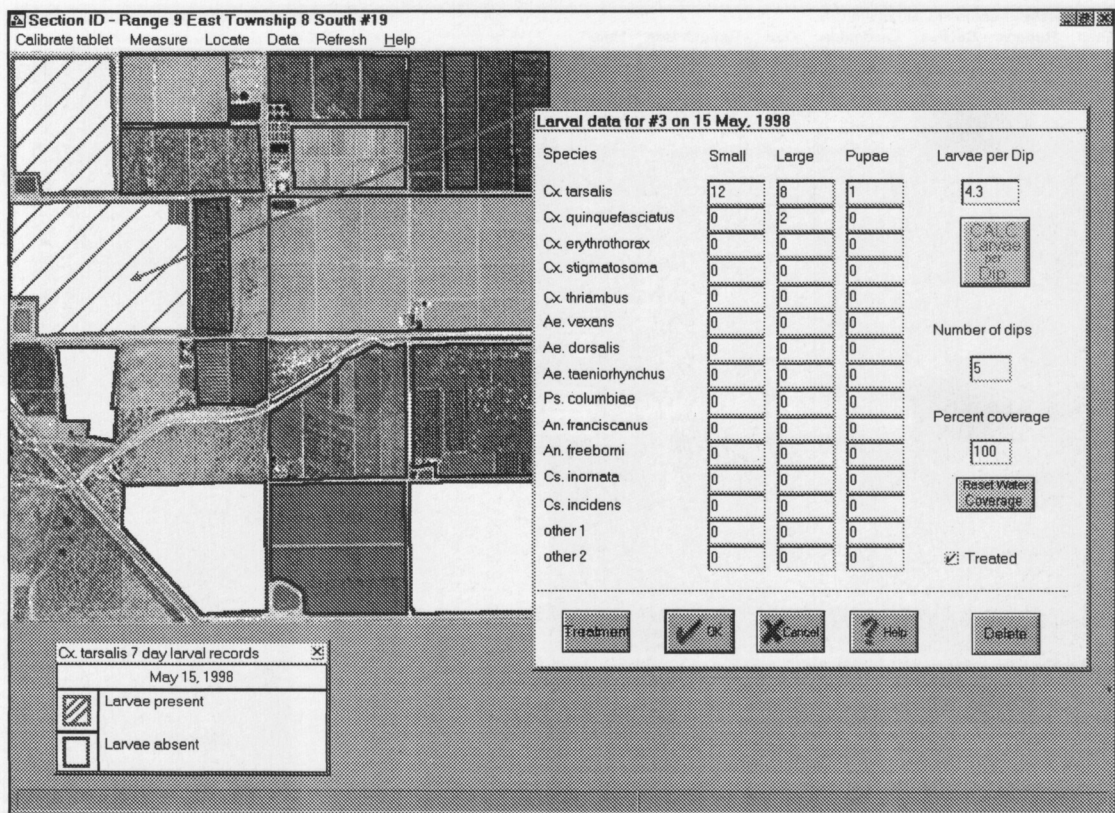 Section ID - Range 9 East Township 8 South #19
Calibrate tablet Measure Locate Data Refresh Help
Larval data for #3 on 15 May, 1998
Species Small Large Pupae Larvae per Dip
Cx. tarsalis 12 8 1 4.3
Cx. quinquefasciatus 0 2 0
CALC
Larvae
per
Dip
Cx. erythrothorax 0 0 0
Cx. stigmatosoma 0 0 0
Cx. thriambus 0 0 0
Ae. vexans 0 0 0
Number of dips
Ae. dorsalis 0 0 0
Ae. taeniorhynchus 0 0 0 5
Ps. columbiae 0 0 0
Percent coverage
An. franciscanus 0 0 0
An. freeborni 0 0 0 100
Cs. inornata 0 0 0
Reset Water
Coverage
Cs. incidens 0 0 0
other 1 0 0 0
other 2 0 0 0 Treated
Treatment OK Cancel ? Help Delete
Cx. tarsalis 7 day larval records
May 15, 1998
Larvae present
Larvae absent